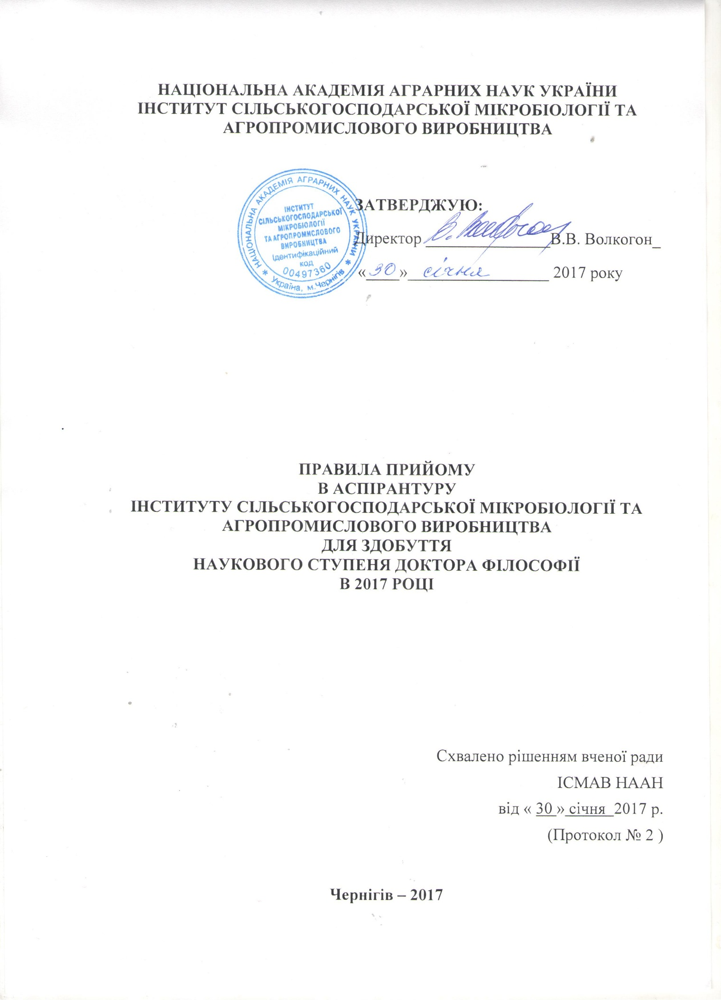 НАЦІОНАЛЬНА АКАДЕМІЯ АГРАРНИХ НАУК УКРАЇНИ
ІНСТИТУТ СІЛЬСЬКОГОСПОДАРСЬКОЇ МІКРОБІОЛОГІЇ ТА
АГРОПРОМИСЛОВОГО ВИРОБНИЦТВА
НАЦІОНАЛЬНА АКАДЕМІЯ АГРАРНИХ НАУК УКРАЇНИ
ІНСТИТУТ
СІЛЬСЬКОГОСПОДАРСЬКОЇ
МІКРОБІОЛОГІЇ
ТА АГРОПРОМИСЛОВОГО
ВИРОБНИЦТВА
Ідентифікаційний
код
00497360
* Україна, м.Чернігів *
ЗАТВЕРДЖУЮ:
Директор В. Волкогон В.В. Волкогон_
«30» січня 2017 року
ПРАВИЛА ПРИЙОМУ
В АСПІРАНТУРУ
ІНСТИТУТУ СІЛЬСЬКОГОСПОДАРСЬКОЇ МІКРОБІОЛОГІЇ ТА
АГРОПРОМИСЛОВОГО ВИРОБНИЦТВА
ДЛЯ ЗДОБУТТЯ
НАУКОВОГО СТУПЕНЯ ДОКТОРА ФІЛОСОФІЇ
В 2017 РОЦІ
Схвалено рішенням вченої ради
ІСМАВ НААН
від « 30 » січня 2017 р.
(Протокол № 2 )
Чернігів – 2017